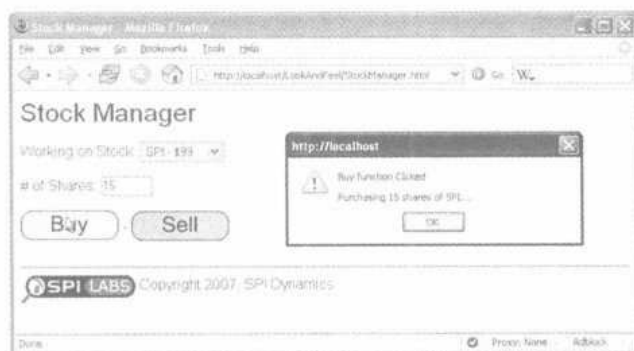 Stock Manager - Mozilla Firefox
File Edit View Go Bookmarks Tools Help
http://localhost/LookAndFeel/StockManager.html Go
Stock Manager
Working on Stock: SPI - $99
# of Shares: 15
Buy Sell
http://localhost
Buy function Clicked
Purchasing 15 shares of SPI...
OK
SPI LABS Copyright 2007, SPI Dynamics
Done Proxy: None Adblock